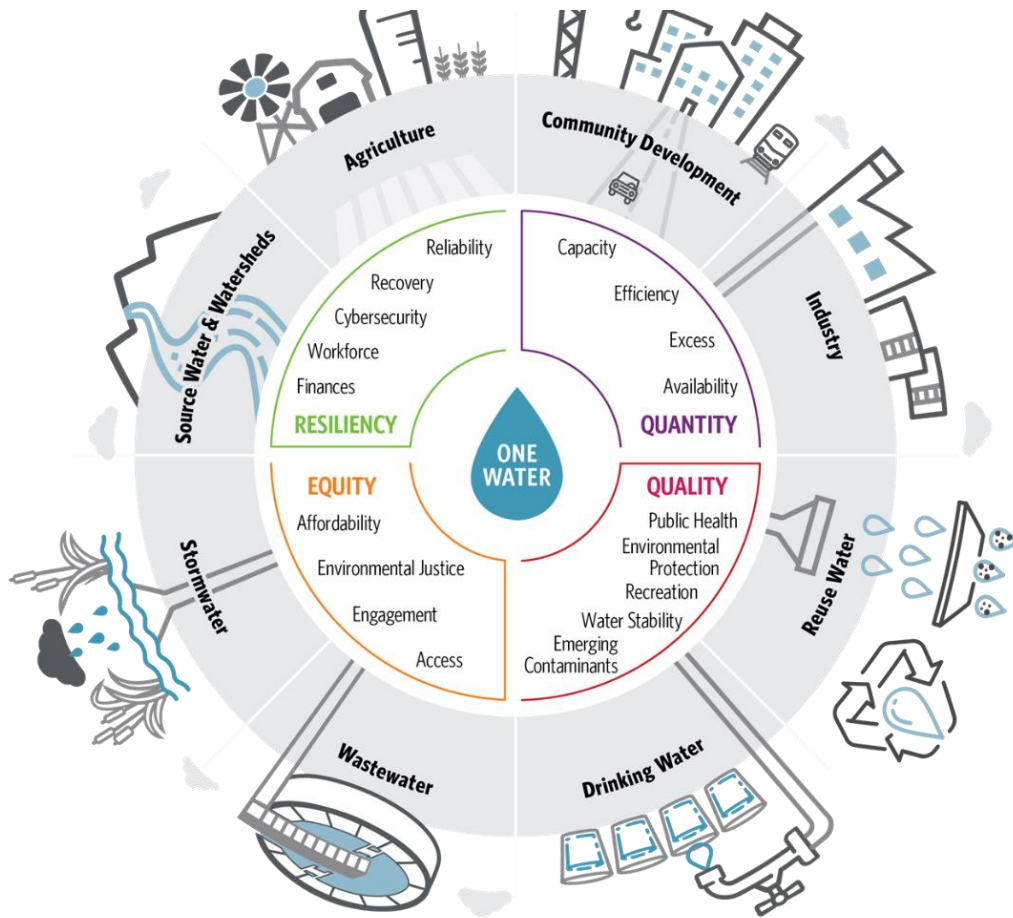 Agriculture
Community Development
Source Water & Watersheds
Industry
Reliability
Recovery
Cybersecurity
Workforce
Finances
RESILIENCY
Capacity
Efficiency
Excess
Availability
QUANTITY
ONE
WATER
EQUITY
Affordability
Environmental Justice
Engagement
Access
QUALITY
Public Health
Environmental
Protection
Recreation
Water Stability
Emerging
Contaminants
Stormwater
Reuse Water
Wastewater
Drinking Water